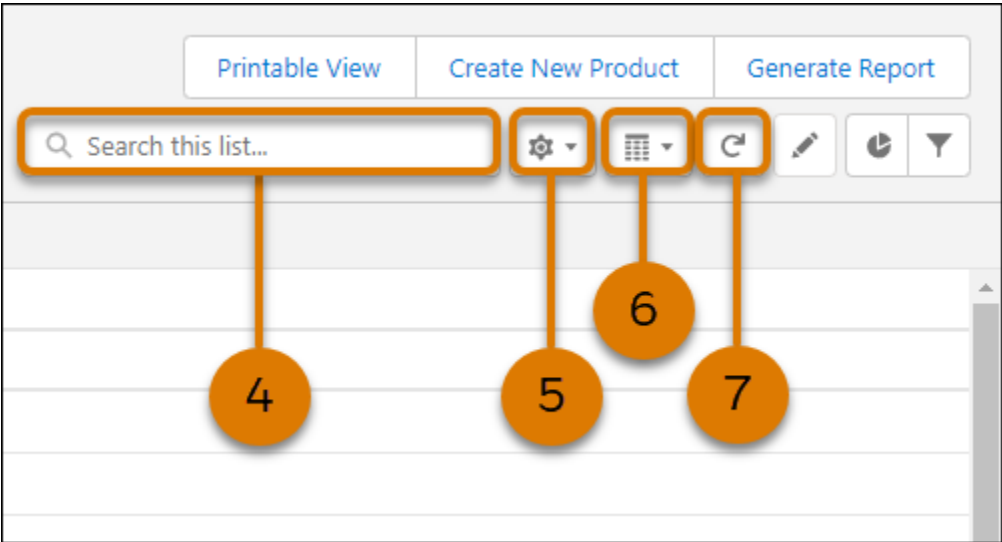 Printable View Create New Product Generate Report
Search this list...
6
4 5 7